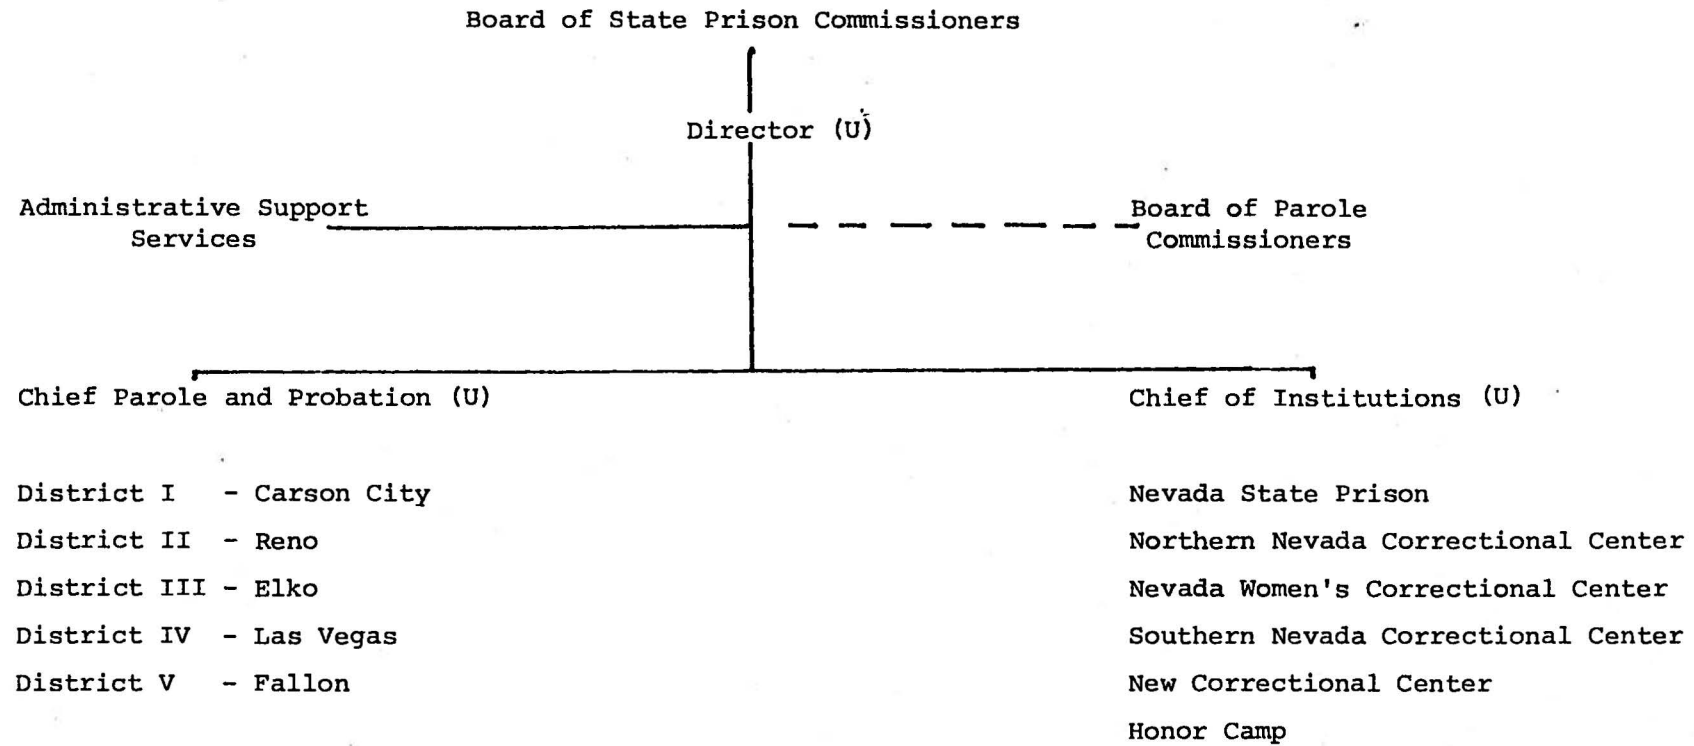 Board of State Prison Commissioners
Director (U)
Administrative Support
Services
Board of Parole
Commissioners
Chief Parole and Probation (U)
District I - Carson City
District II - Reno
District III - Elko
District IV - Las Vegas
District V - Fallon
Chief of Institutions (U)
Nevada State Prison
Northern Nevada Correctional Center
Nevada Women's Correctional Center
Southern Nevada Correctional Center
New Correctional Center
Honor Camp